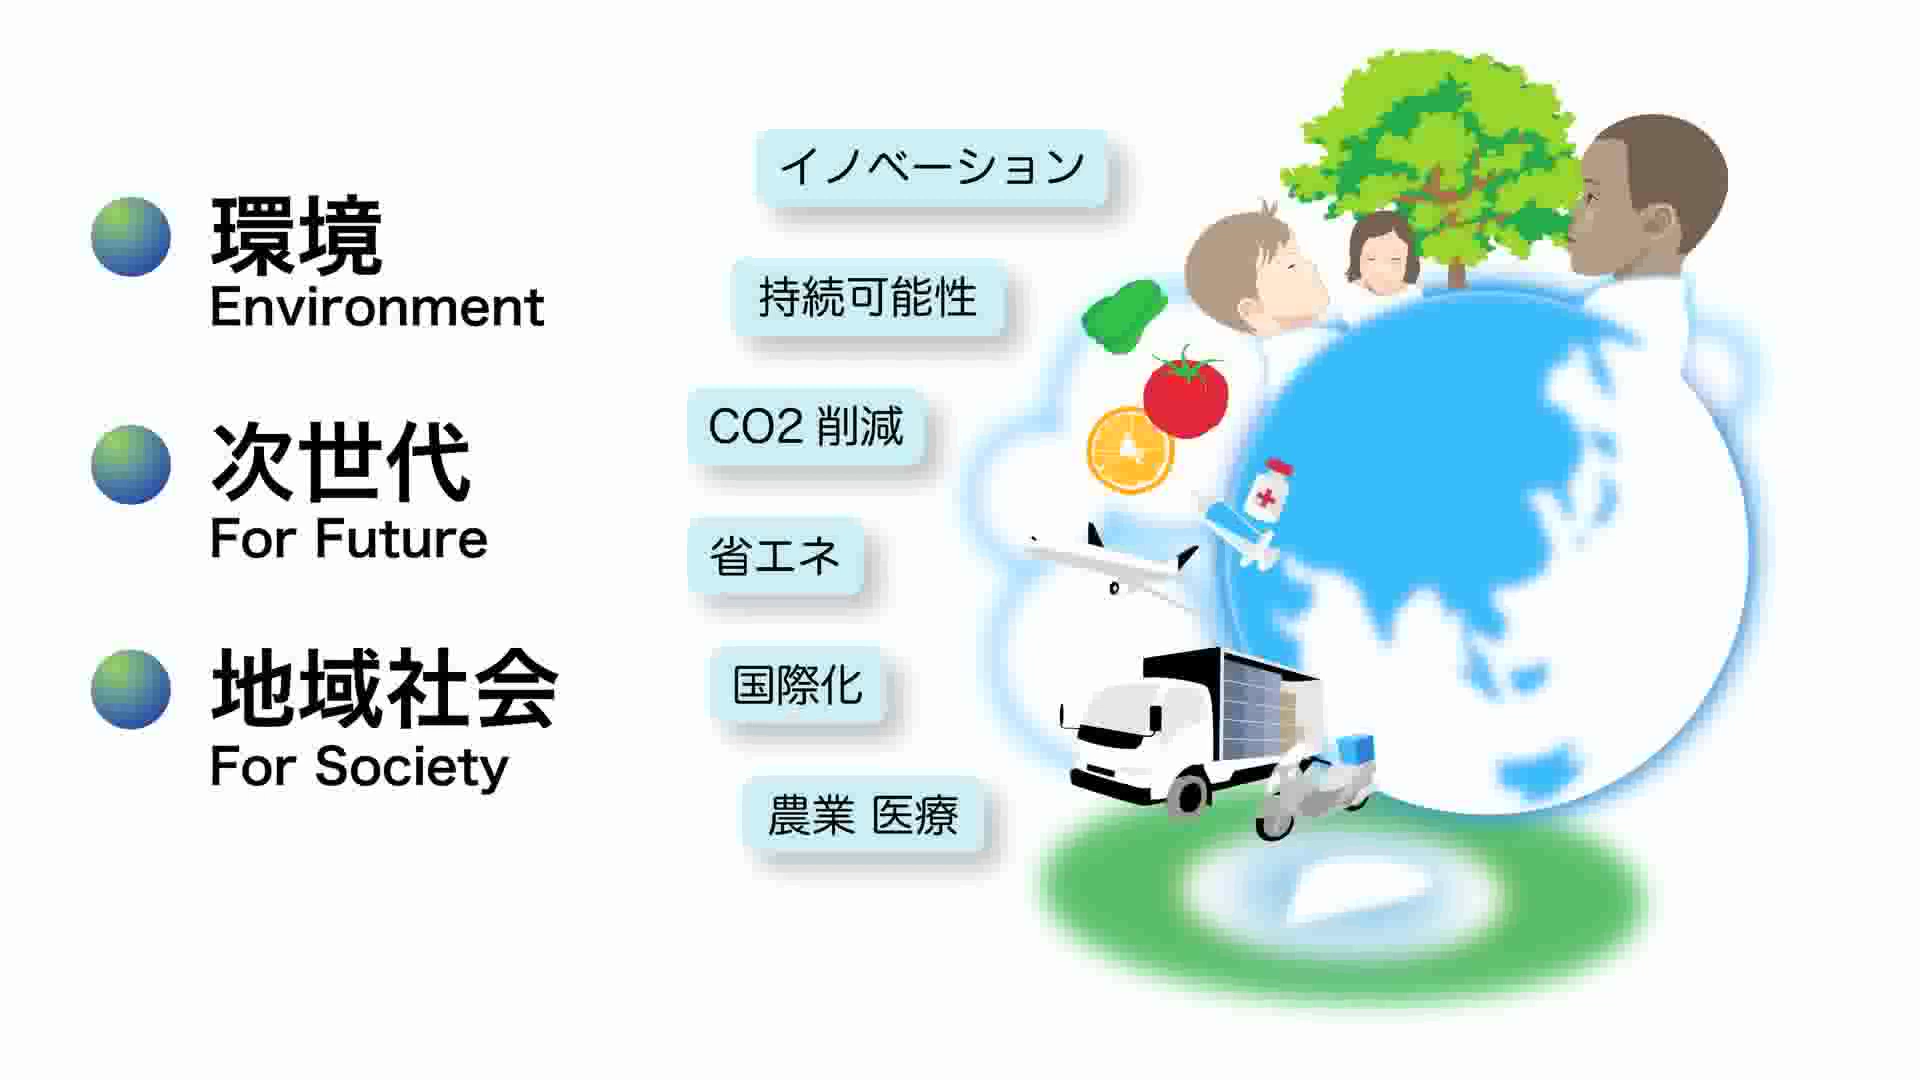 環境
Environment
次世代
For Future
地域社会
For Society
イノベーション
持続可能性
CO2 削減
省エネ
国際化
農業 医療